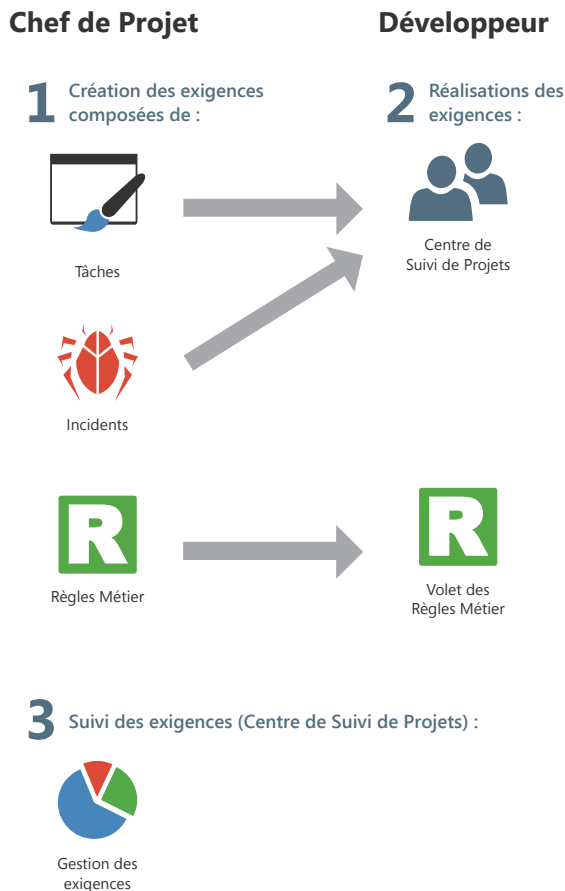 Chef de Projet
Développeur
1 Création des exigences
composées de :
2 Réalisations des
exigences :
Tâches
Centre de
Suivi de Projets
Incidents
R
R
Règles Métier
Volet des
Règles Métier
3 Suivi des exigences (Centre de Suivi de Projets) :
Gestion des
exigences